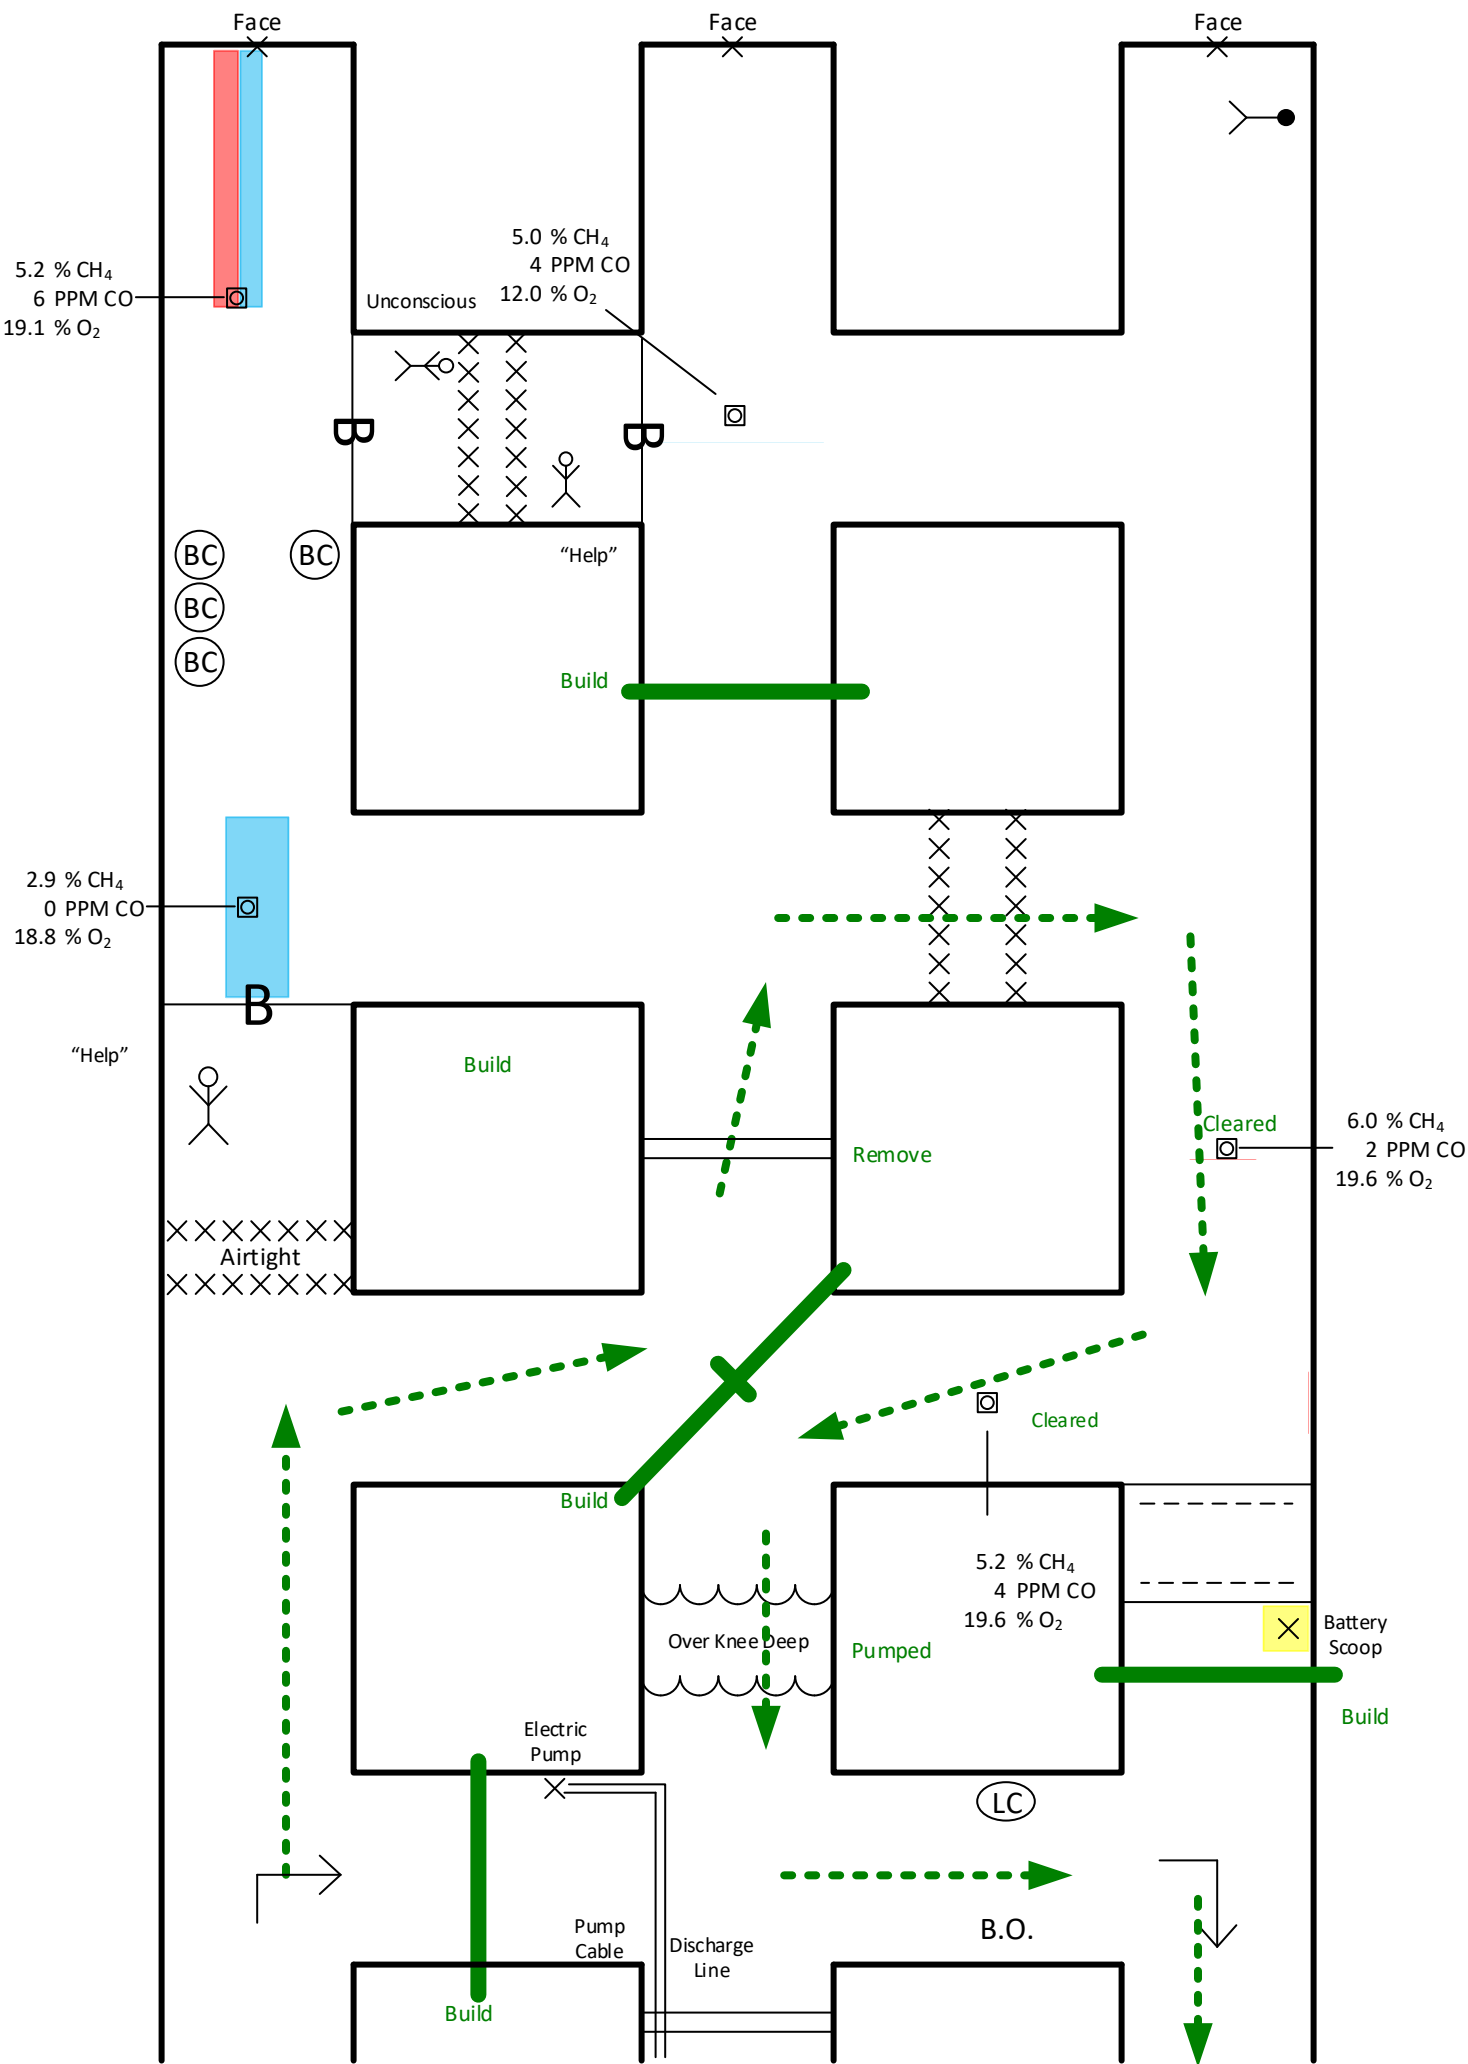 Face
Face
Face
5.0 % CH₄
4 PPM CO
12.0 % O₂
5.2 % CH₄
6 PPM CO
19.1 % O₂
Unconscious
B
B
BC
BC
BC
BC
“Help”
Build
2.9 % CH₄
0 PPM CO
18.8 % O₂
B
“Help”
Build
Remove
Cleared
6.0 % CH₄
2 PPM CO
19.6 % O₂
Airtight
Cleared
Build
5.2 % CH₄
4 PPM CO
19.6 % O₂
Over Knee Deep
Pumped
Battery
Scoop
Build
Electric
Pump
LC
Pump
Cable
Discharge
Line
B.O.
Build